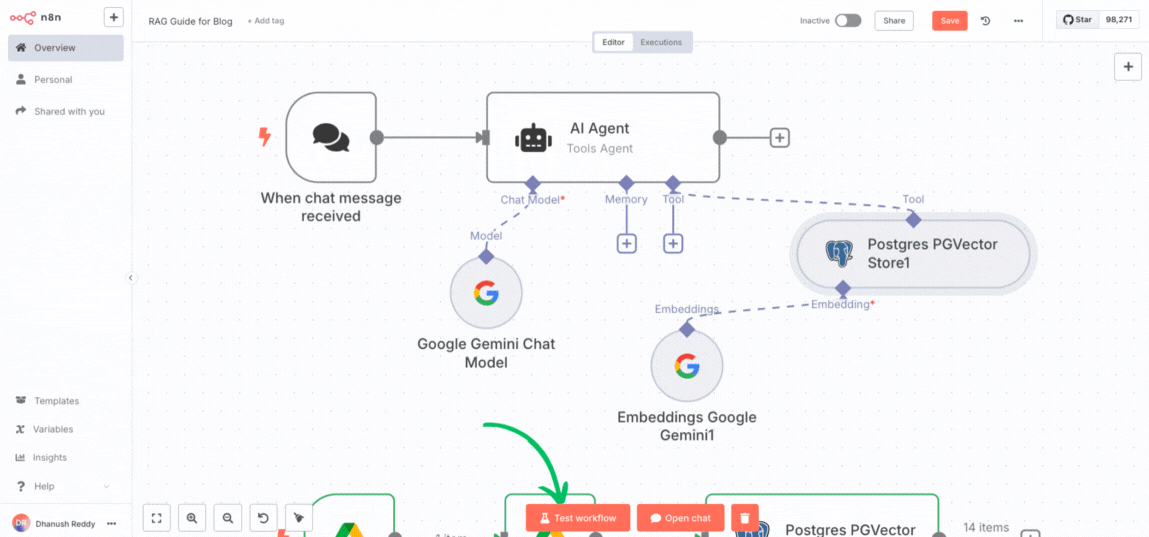 n8n
RAG Guide for Blog
+ Add tag
Inactive
Share
Save
Star
98,271
Editor
Executions
Overview
Personal
Shared with you
AI Agent
Tools Agent
When chat message
received
Chat Model*
Memory
Tool
Tool
Model
Postgres PGVector
Store1
Embeddings
Embedding*
Google Gemini Chat
Model
Embeddings Google
Gemini1
Templates
Variables
Insights
Help
DR
Dhanush Reddy
Test workflow
Open chat
Postgres PGVector
14 items
1 item